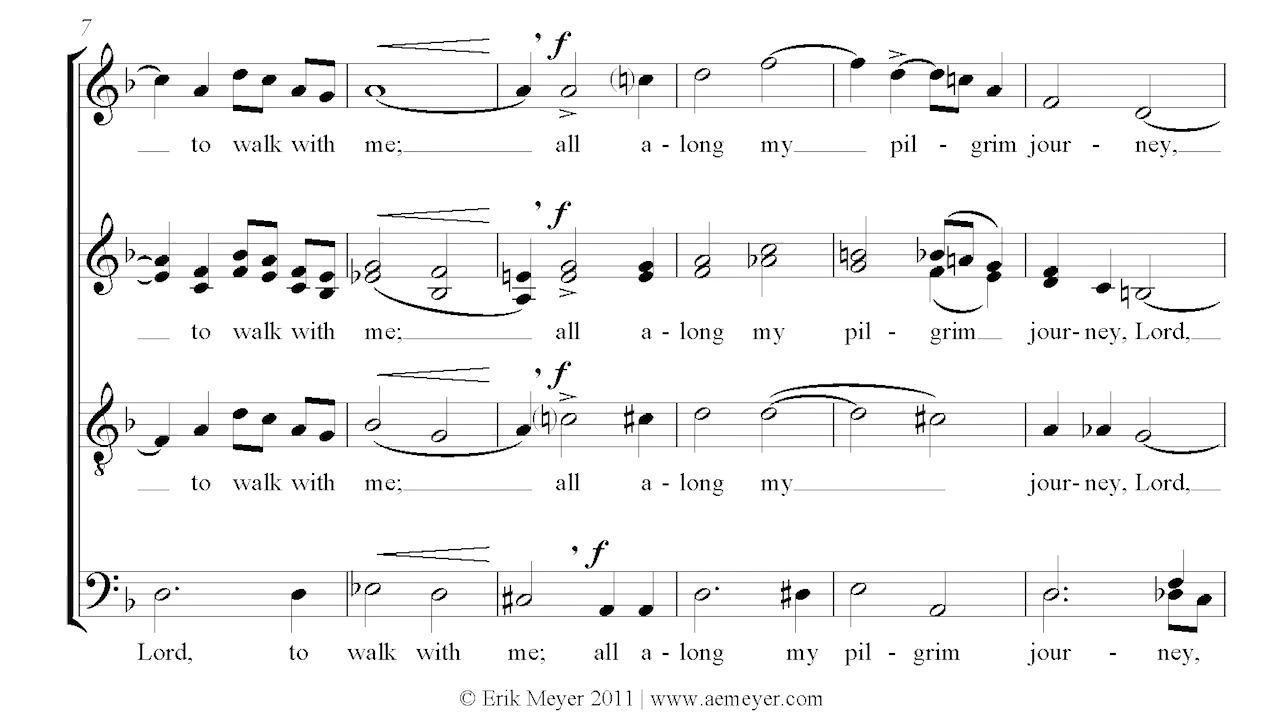 7
f
to walk with me; all a - long my pil - grim jour - ney,
f
to walk with me; all a - long my pil - grim jour - ney, Lord,
f
to walk with me; all a - long my jour - ney, Lord,
f
Lord, to walk with me; all a - long my pil - grim jour - ney,
© Erik Meyer 2011 | www.aemeyer.com